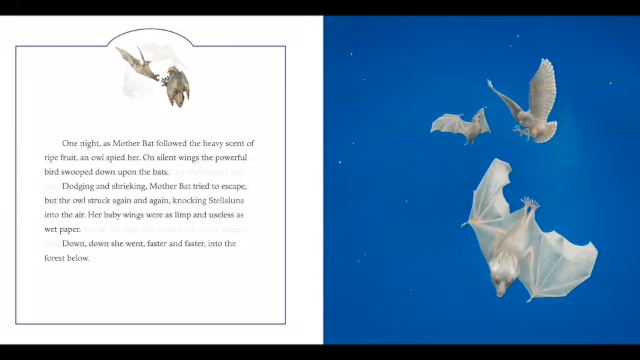 One night, as Mother Bat followed the heavy scent of
ripe fruit, an owl spied her. On silent wings the powerful
bird swooped down upon the bats.
Dodging and shrieking, Mother Bat tried to escape,
but the owl struck again and again, knocking Stellaluna
into the air. Her baby wings were as limp and useless as
wet paper.
Down, down she went, faster and faster, into the
forest below.